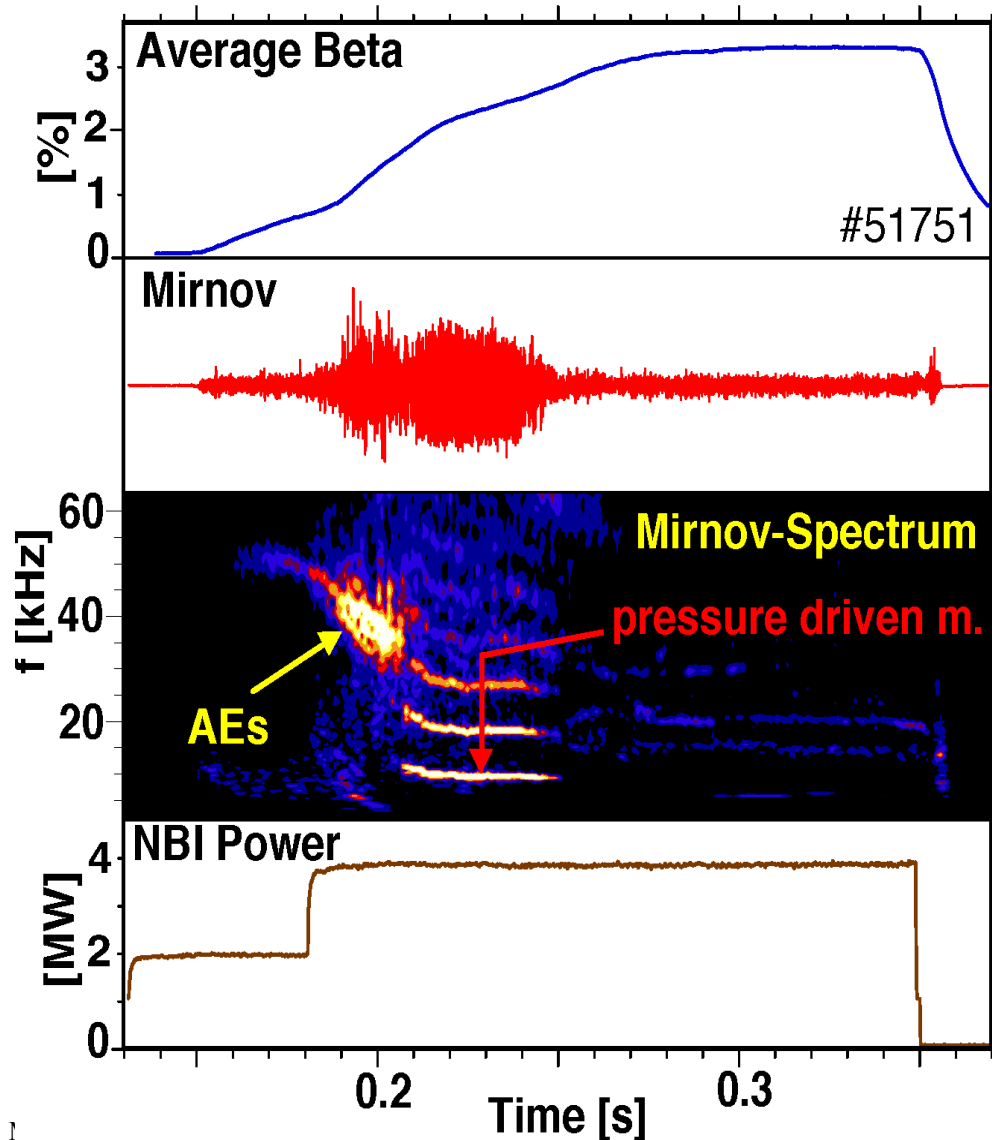 Average Beta
3
2
1
0
[%]
#51751
Mirnov
60
40
20
f [kHz]
Mirnov-Spectrum
pressure driven m.
AEs
NBI Power
4
2
0
[MW]
0.2
0.3
Time [s]